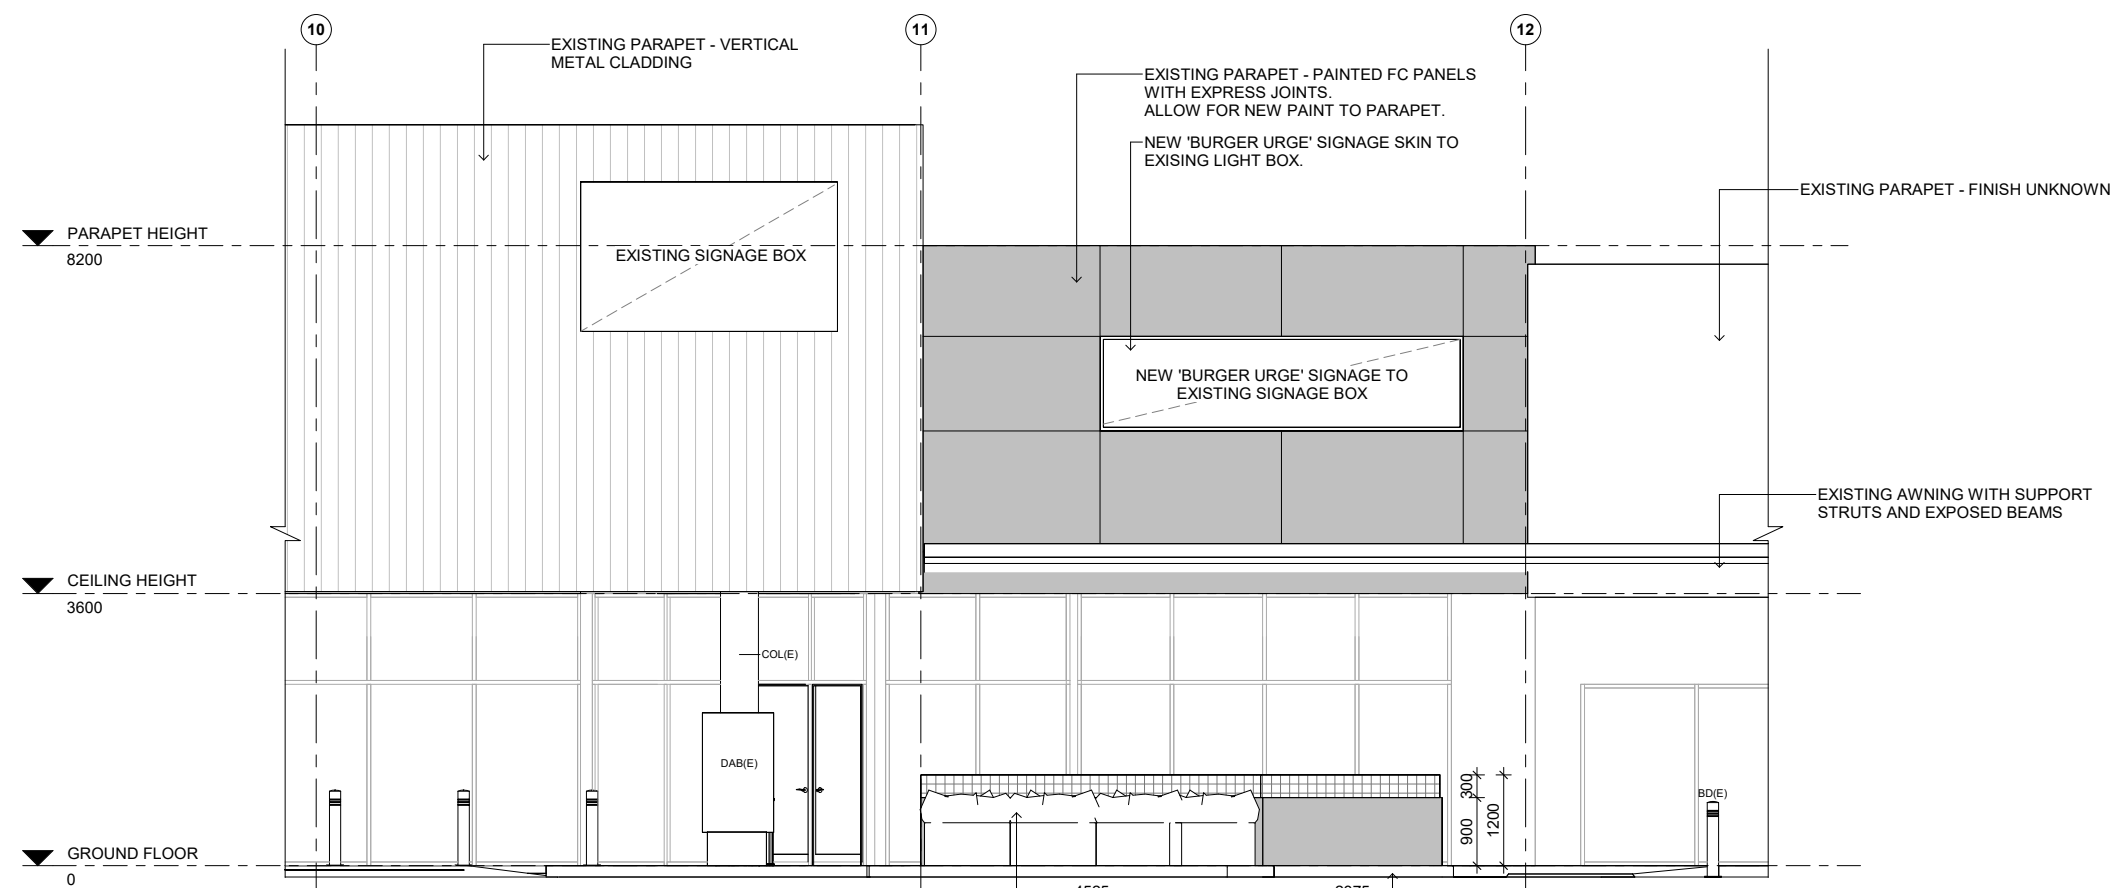 10
11
12
EXISTING PARAPET - VERTICAL
METAL CLADDING
EXISTING PARAPET - PAINTED FC PANELS
WITH EXPRESS JOINTS.
ALLOW FOR NEW PAINT TO PARAPET.
NEW 'BURGER URGE' SIGNAGE SKIN TO
EXISING LIGHT BOX.
EXISTING PARAPET - FINISH UNKNOWN
PARAPET HEIGHT
8200
EXISTING SIGNAGE BOX
NEW 'BURGER URGE' SIGNAGE TO
EXISTING SIGNAGE BOX
EXISTING AWNING WITH SUPPORT
STRUTS AND EXPOSED BEAMS
CEILING HEIGHT
3600
COL(E)
DAB(E)
BD(E)
300
900
1200
GROUND FLOOR
0